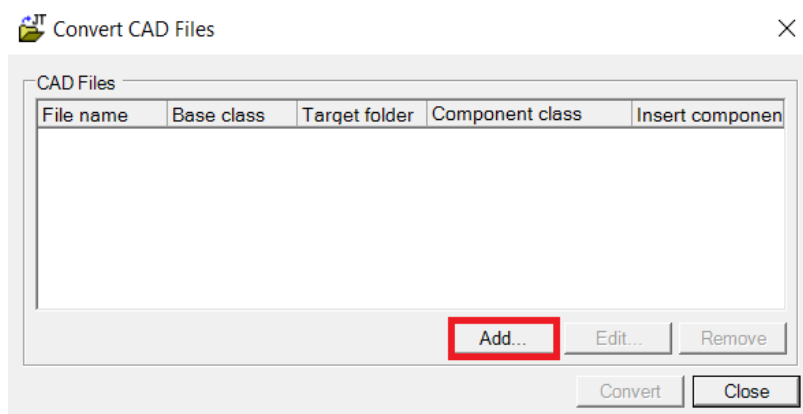 JT
Convert CAD Files
CAD Files
File name Base class Target folder Component class Insert componen
Add... Edit... Remove
Convert Close